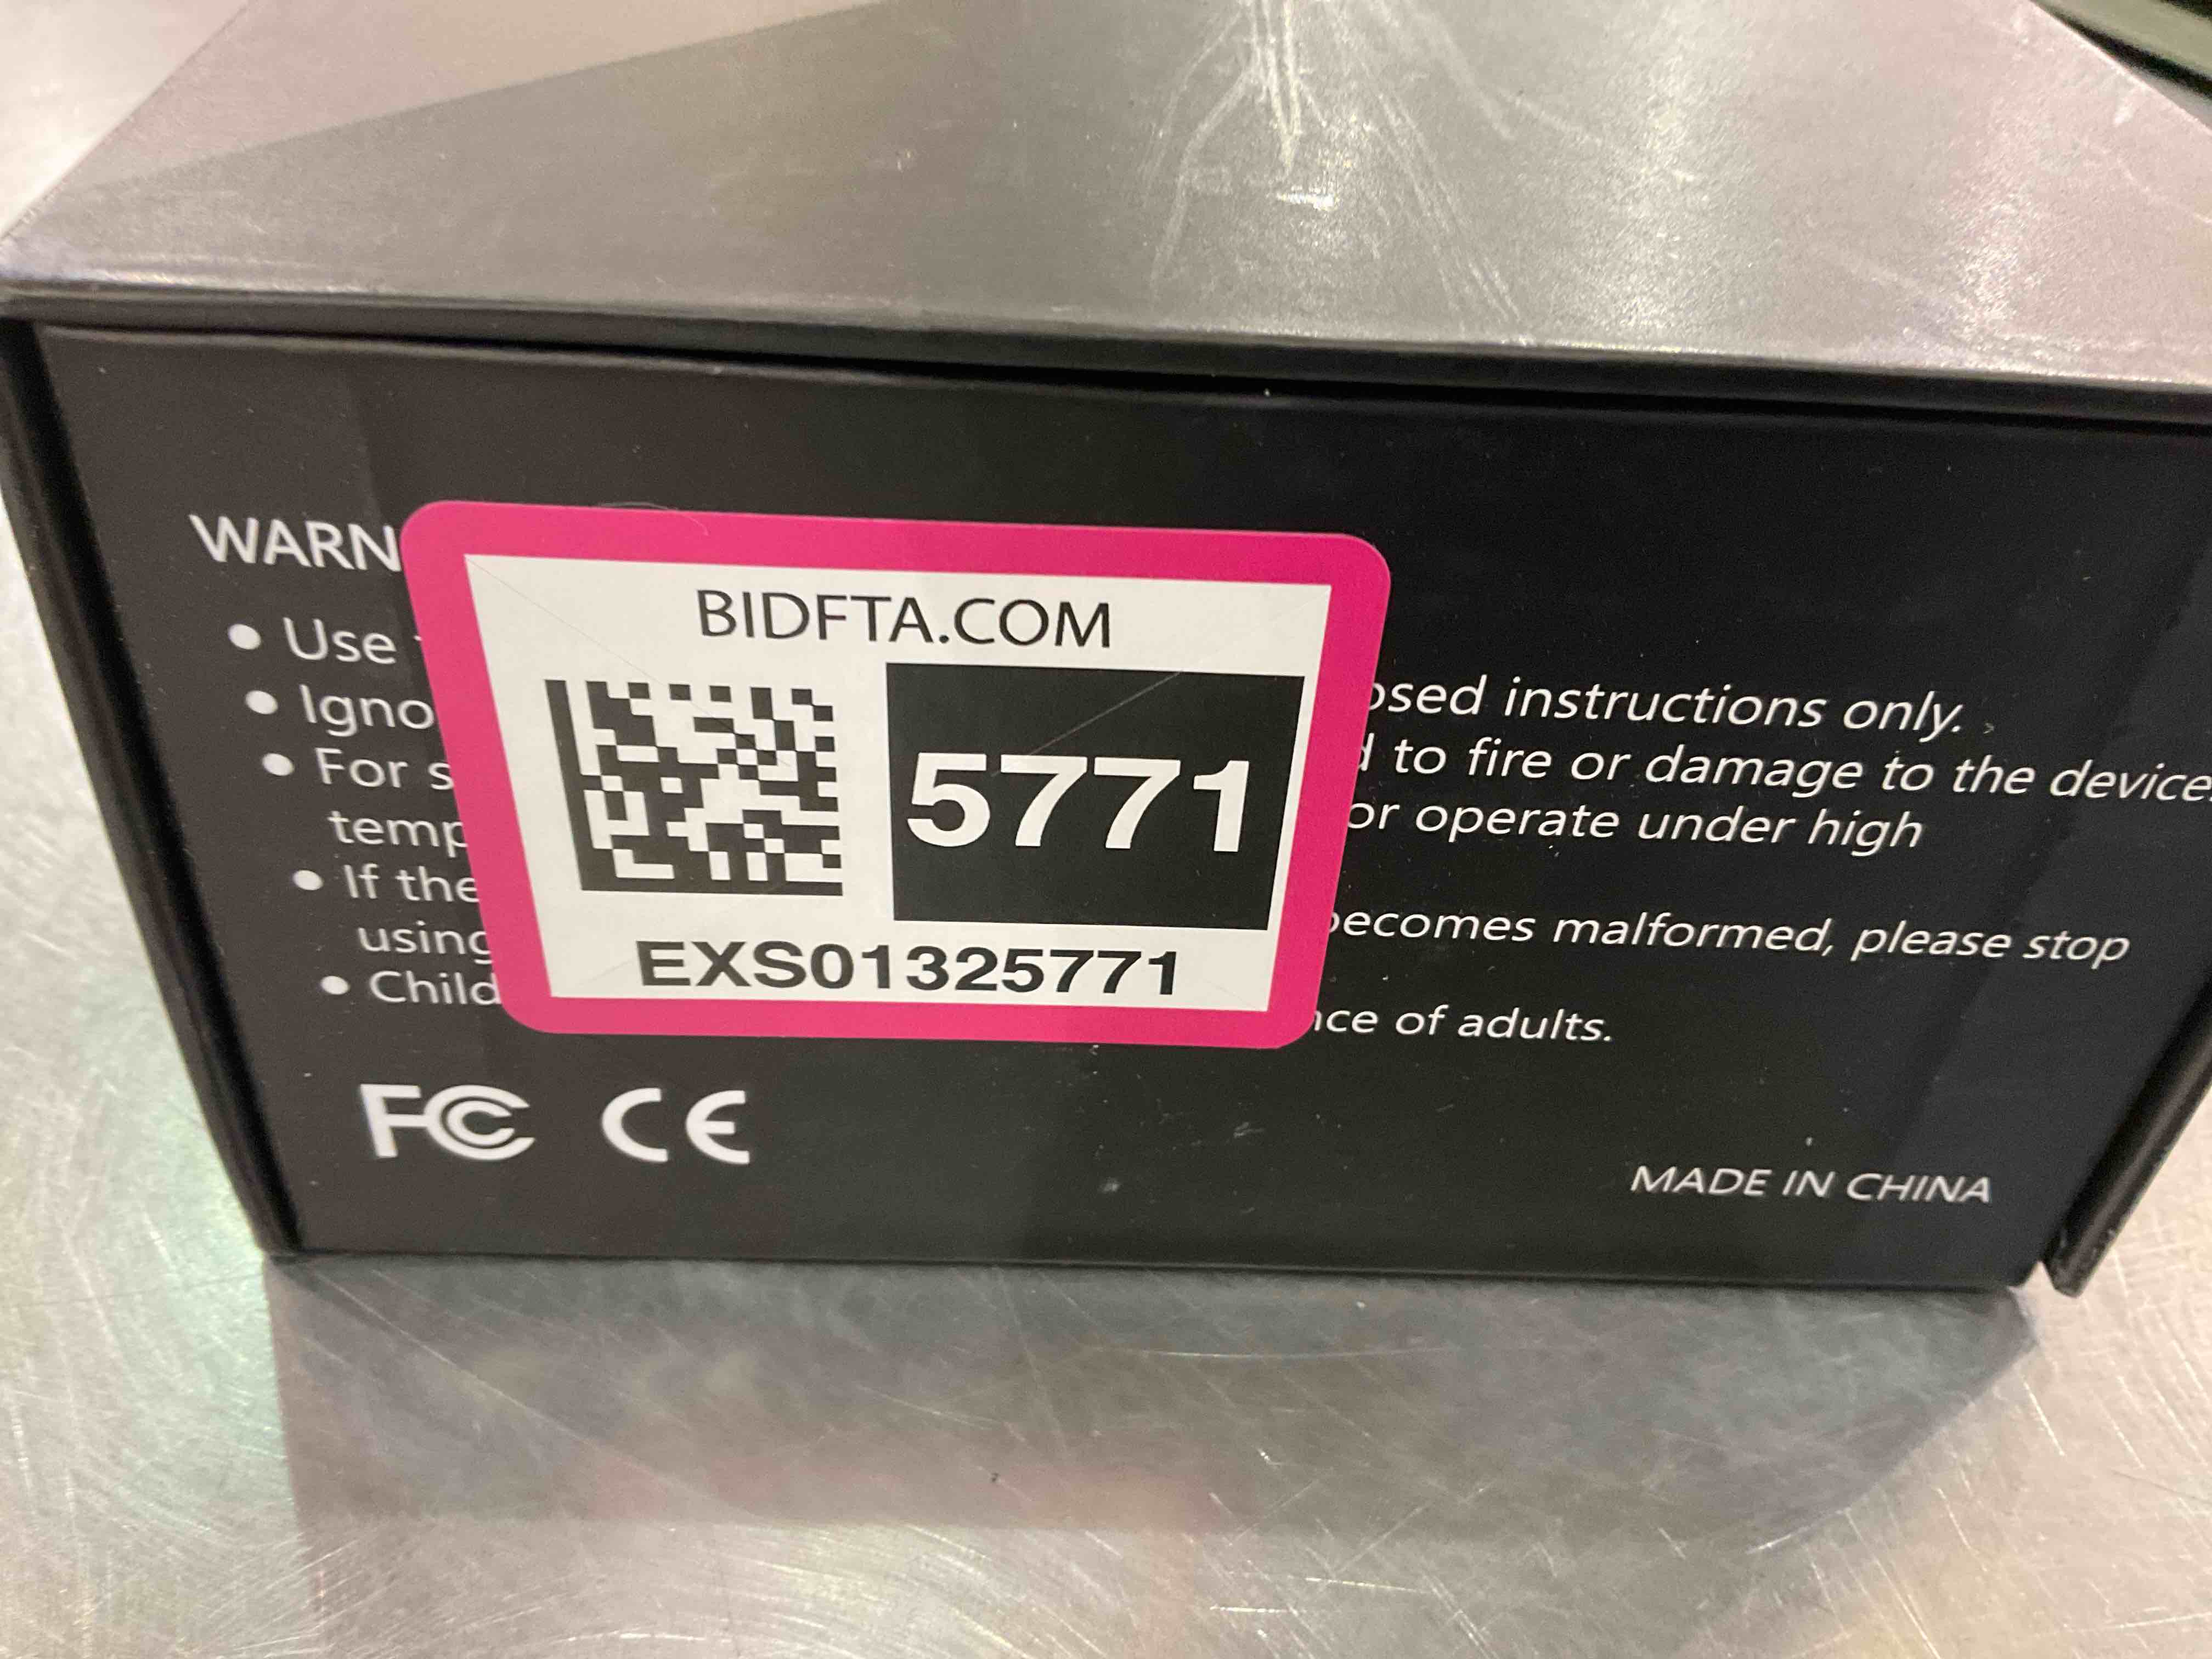 WARN
BIDFTA.COM
5771
EXS01325771
Use
Igno
osed instructions only.
For s
to fire or damage to the device.
temp
or operate under high
If the
becomes malformed, please stop
using
Child
nce of adults.
FC CE
MADE IN CHINA